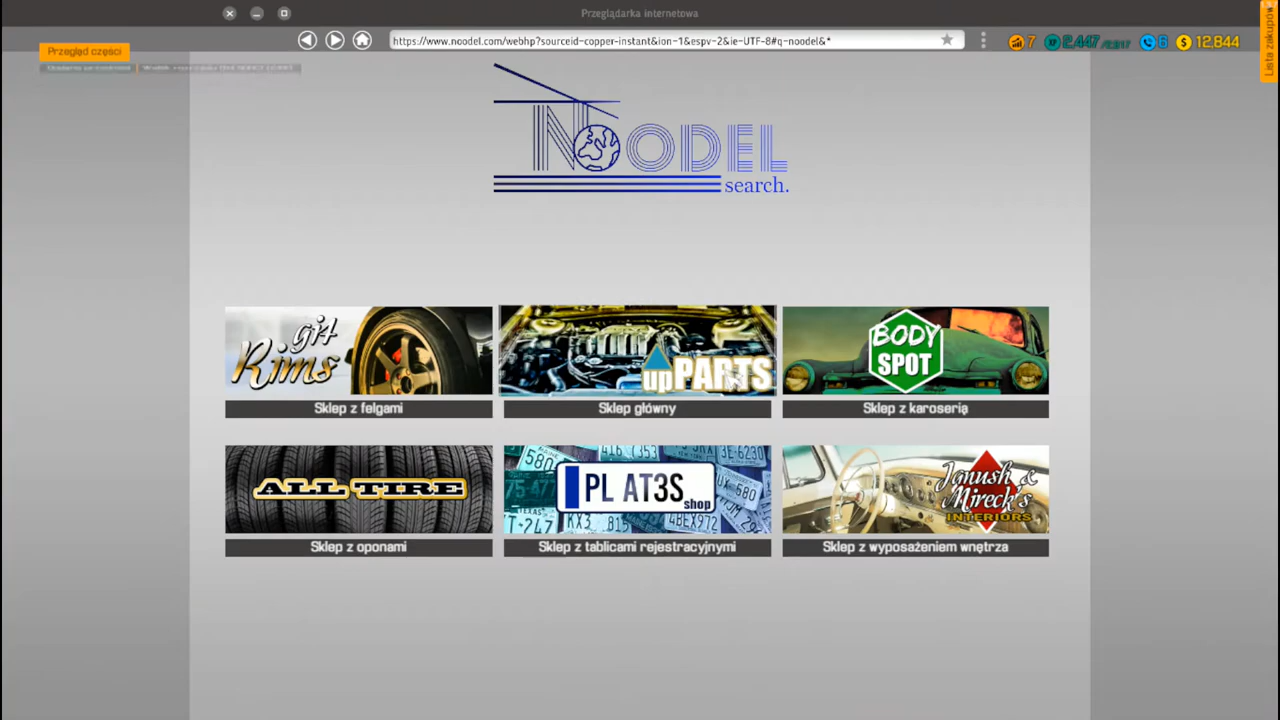 Przeglądarka internetowa
https://www.noodel.com/webhp?sourceid-copper-instant&ion-1&espv-2&ie-UTF-8#q-noodel&*
Przegląd części
7
2,447
6
$ 12,844
Lista zakupów
NOODEL
search.
gj4
Rims
upPARTS
BODY
SPOT
Sklep z felgami
Sklep główny
Sklep z karoserią
ALL TIRE
PL AT3S
shop
Janush &
Mireck's
INTERIORS
Sklep z oponami
Sklep z tablicami rejestracyjnymi
Sklep z wyposażeniem wnętrza